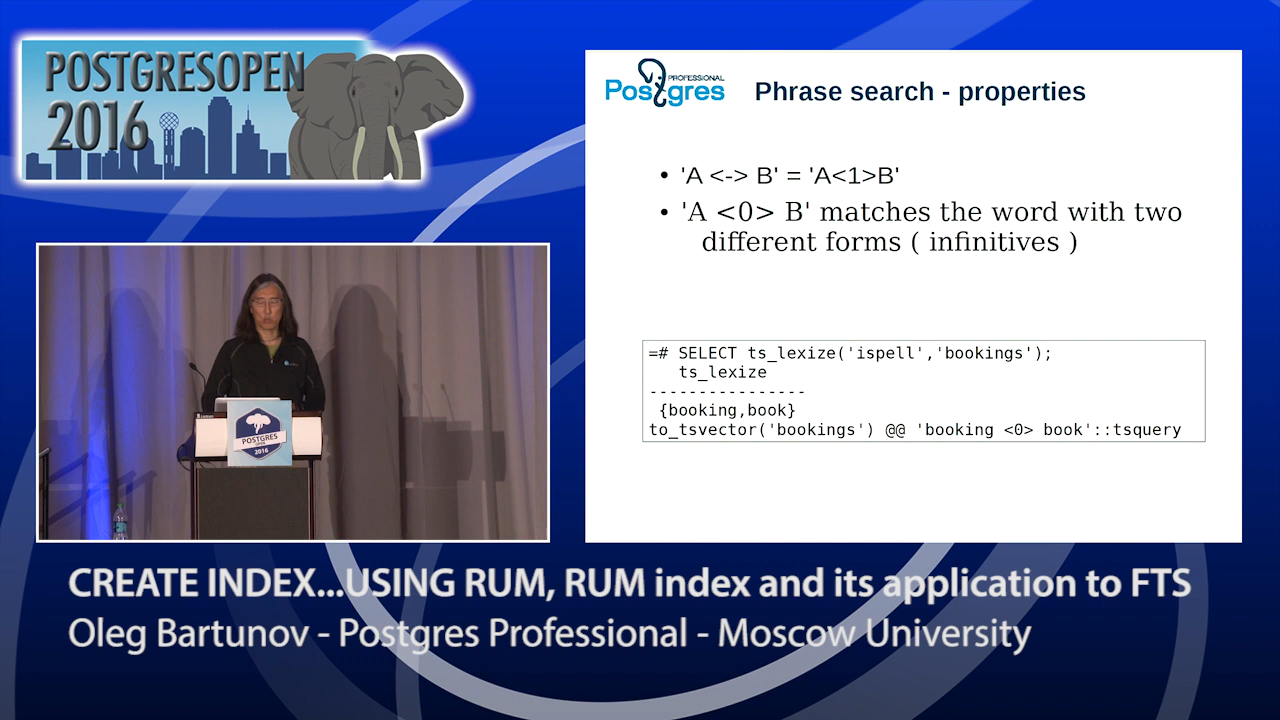 POSTGRESOPEN
2016
PROFESSIONAL
Postgres
Phrase search - properties
• 'A <-> B' = 'A<1>B'
• 'A <0> B' matches the word with two
different forms ( infinitives )
=# SELECT ts_lexize('ispell','bookings');
ts_lexize
----------------
{booking,book}
to_tsvector('bookings') @@ 'booking <0> book'::tsquery
POSTGRES
OPEN
2016
CREATE INDEX...USING RUM, RUM index and its application to FTS
Oleg Bartunov - Postgres Professional - Moscow University